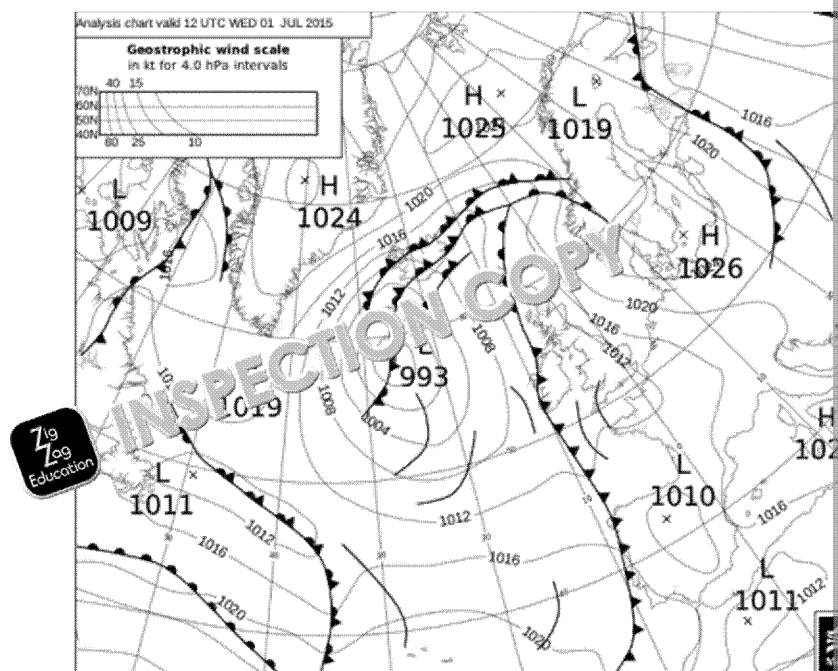 Analysis chart valid 12 UTC WED 01 JUL 2015
Geostrophic wind scale
in kt for 4.0 hPa intervals
40 15
70N
60N
50N
40N
80 25 10
H
1025
L
1019
1016
1020
L
1009
H
1024
1020
1016
1016
H
1026
1012
1020
1016
1012
1008
L
993
1008
1004
1019
INSPECTION COPY
Zig
Zag
Education
H
L
1011
L
1010
1012
1016
1012
1016
1016
L
1011
1012
1020
1020